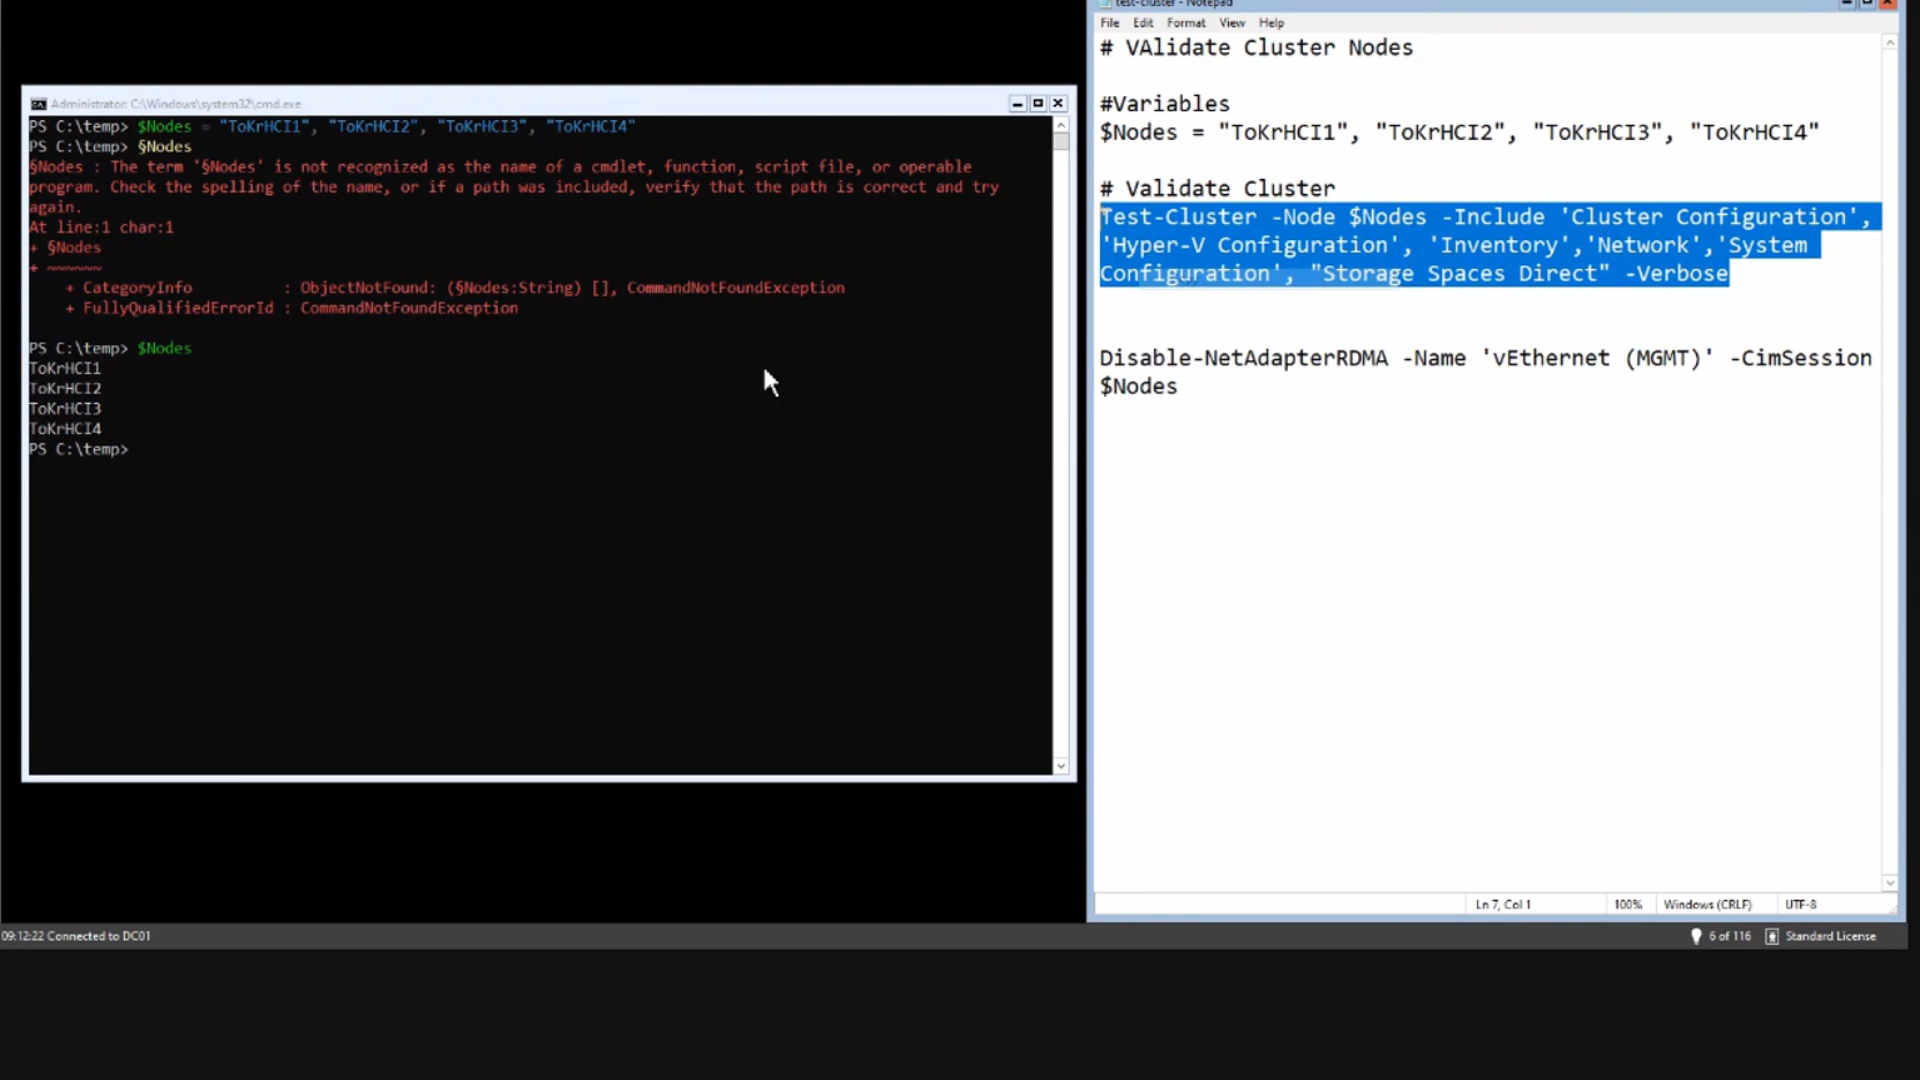 Administrator: C:\Windows\system32\cmd.exe
PS C:\temp> $Nodes = "ToKrHCI1", "ToKrHCI2", "ToKrHCI3", "ToKrHCI4"
PS C:\temp> §Nodes
§Nodes : The term '§Nodes' is not recognized as the name of a cmdlet, function, script file, or operable
program. Check the spelling of the name, or if a path was included, verify that the path is correct and try
again.
At line:1 char:1
+ §Nodes
+ ~~~~~~
+ CategoryInfo : ObjectNotFound: (§Nodes:String) [], CommandNotFoundException
+ FullyQualifiedErrorId : CommandNotFoundException
PS C:\temp> $Nodes
ToKrHCI1
ToKrHCI2
ToKrHCI3
ToKrHCI4
PS C:\temp>
test-cluster - Notepad
File Edit Format View Help
# VAlidate Cluster Nodes
#Variables
$Nodes = "ToKrHCI1", "ToKrHCI2", "ToKrHCI3", "ToKrHCI4"
# Validate Cluster
Test-Cluster -Node $Nodes -Include 'Cluster Configuration',
'Hyper-V Configuration', 'Inventory','Network','System
Configuration', "Storage Spaces Direct" -Verbose
Disable-NetAdapterRDMA -Name 'vEthernet (MGMT)' -CimSession
$Nodes
Ln 7, Col 1 100% Windows (CRLF) UTF-8
09:12:22 Connected to DC01
6 of 116 Standard License